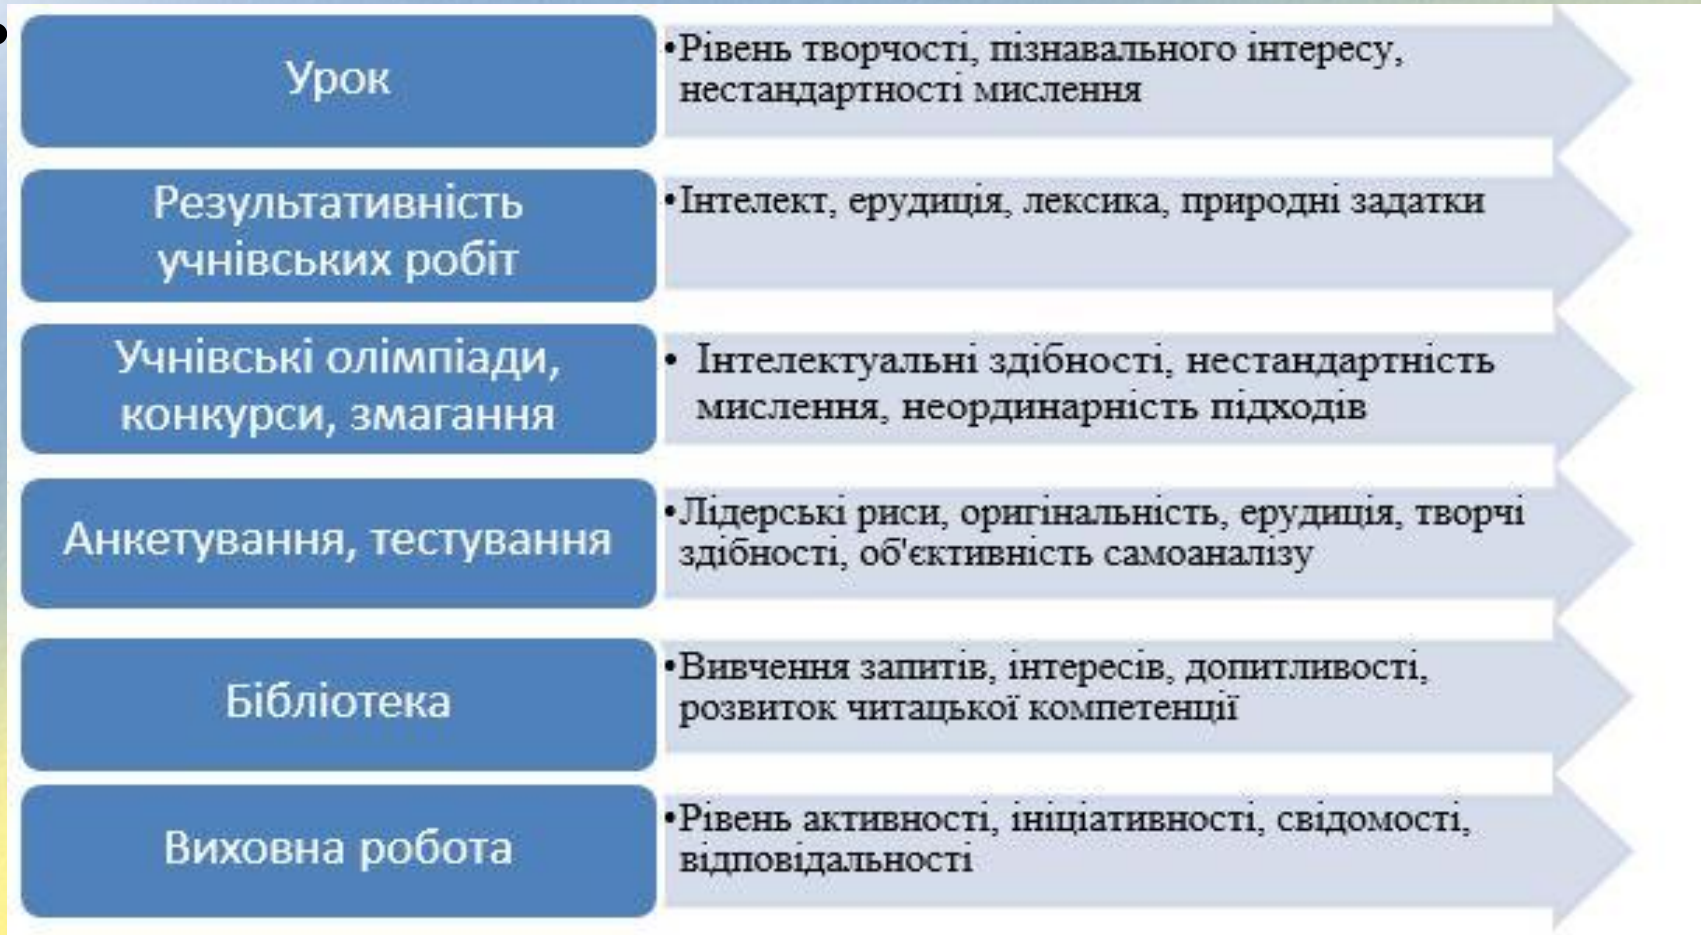 Урок
•Рівень творчості, пізнавального інтересу,
нестандартності мислення
Результативність
учнівських робіт
•Інтелект, ерудиція, лексика, природні задатки
Учнівські олімпіади,
конкурси, змагання
• Інтелектуальні здібності, нестандартність
мислення, неординарність підходів
Анкетування, тестування
•Лідерські риси, оригінальність, ерудиція, творчі
здібності, об'єктивність самоаналізу
Бібліотека
•Вивчення запитів, інтересів, допитливості,
розвиток читацької компетенції
Виховна робота
•Рівень активності, ініціативності, свідомості,
відповідальності